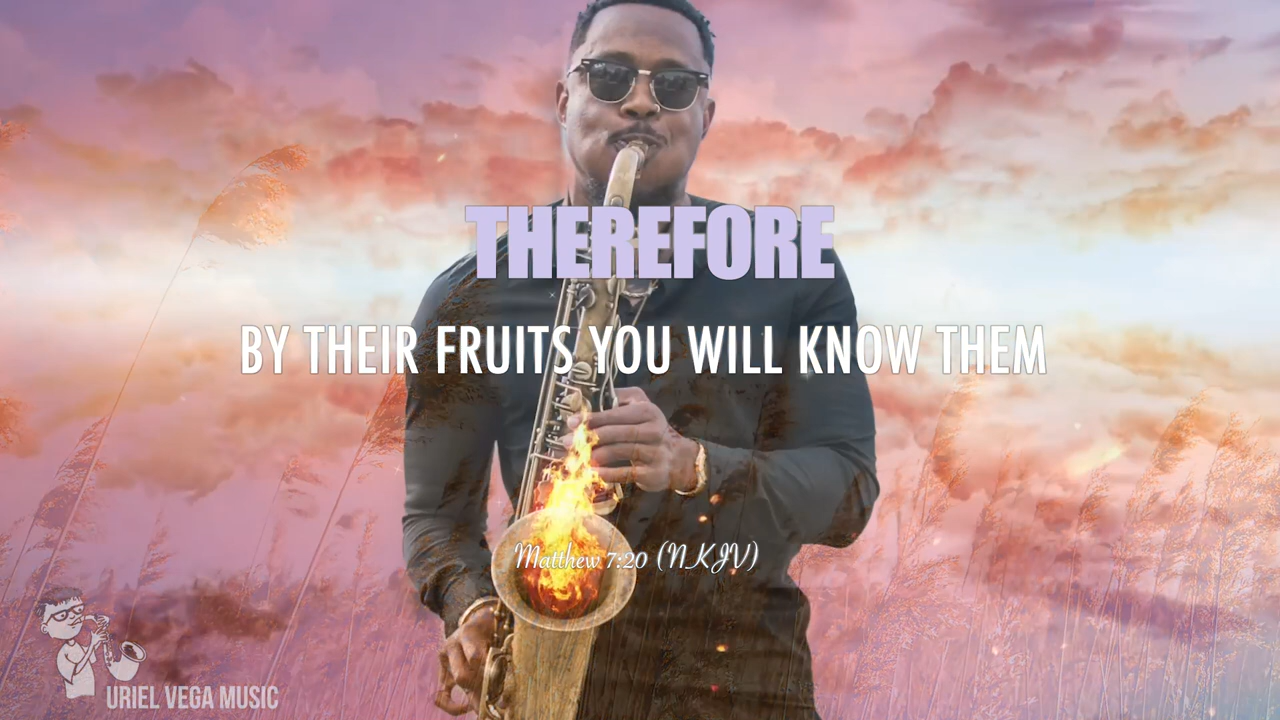 THEREFORE
BY THEIR FRUITS YOU WILL KNOW THEM
Matthew 7:20 (NKJV)
URIEL VEGA MUSIC